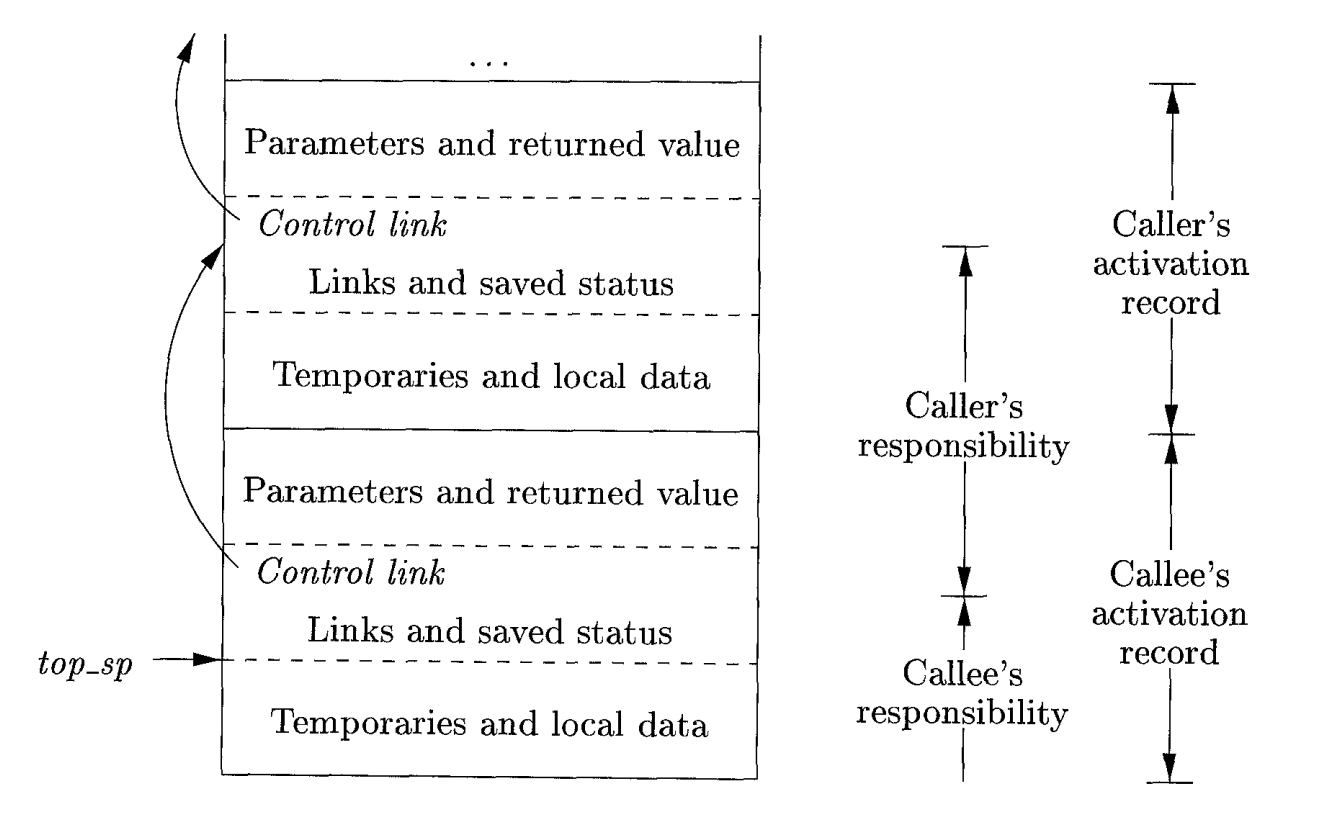 . . .
Parameters and returned value
Control link
Links and saved status
Temporaries and local data
Parameters and returned value
Control link
Links and saved status
top_sp
Temporaries and local data
Caller's
responsibility
Callee's
responsibility
Caller's
activation
record
Callee's
activation
record